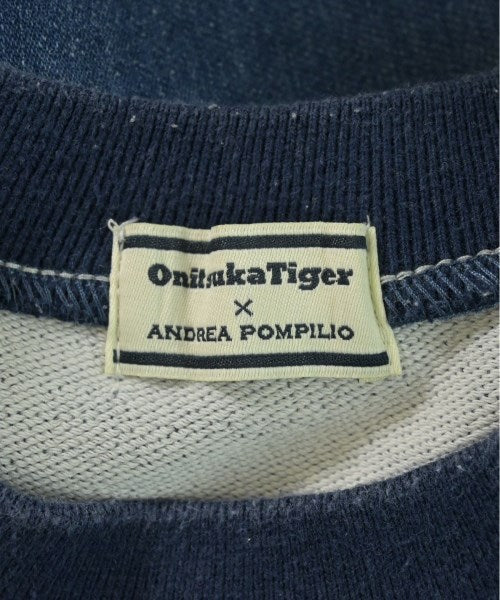 OnitsukaTiger
×
ANDREA POMPILIO